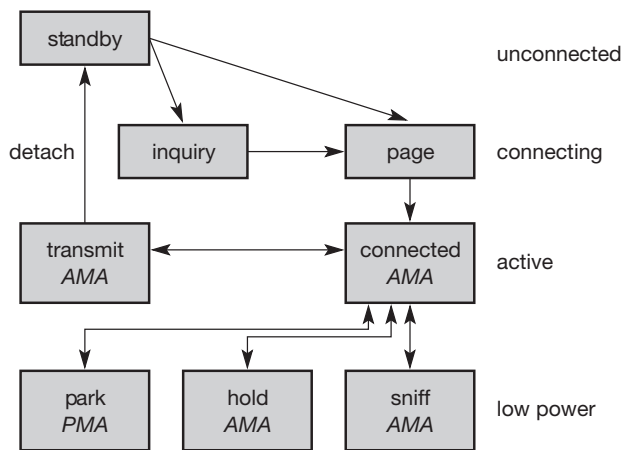 standby
unconnected
detach
inquiry
page
connecting
transmit
AMA
connected
AMA
active
park
PMA
hold
AMA
sniff
AMA
low power